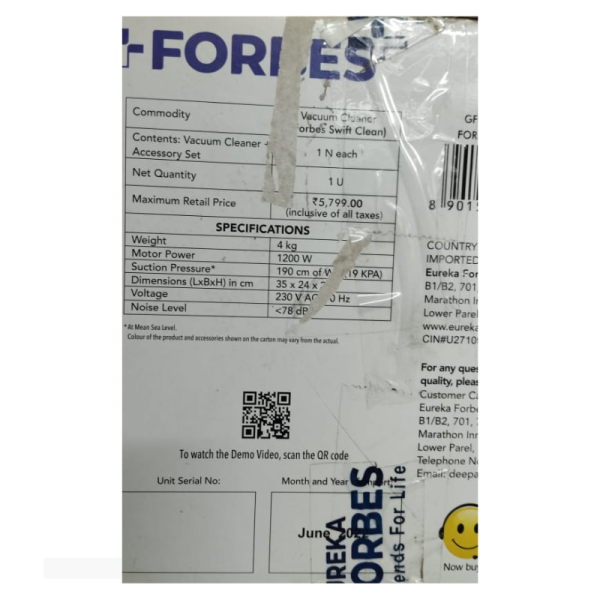 FORBES
Commodity
Vacuum Cleaner
Forbes Swift Clean)
Contents: Vacuum Cleaner +
Accessory Set
1 N each
Net Quantity
1 U
Maximum Retail Price
₹5,799.00
(inclusive of all taxes)
SPECIFICATIONS
Weight 4 kg
Motor Power 1200 W
Suction Pressure* 190 cm of W (19 KPA)
Dimensions (LxBxH) in cm 35 x 24 x
Voltage 230 V AC 0 Hz
Noise Level <78 dB
*At Mean Sea Level.
Colour of the product and accessories shown on the carton may vary from the actual.
To watch the Demo Video, scan the QR code
Unit Serial No:
Month and Year
June
GF
FOR
8 901
COUNTRY
IMPORTED
Eureka For
B1/B2, 701
Marathon In
Lower Parel
www.eureka
CIN#U2710
For any que
quality, pleas
Customer Ca
Eureka Forbe
B1/B2, 701,
Marathon Inn
Lower Parel,
Telephone N
Email: deepa
Now buy
EUREKA
FORBES
ends For Life